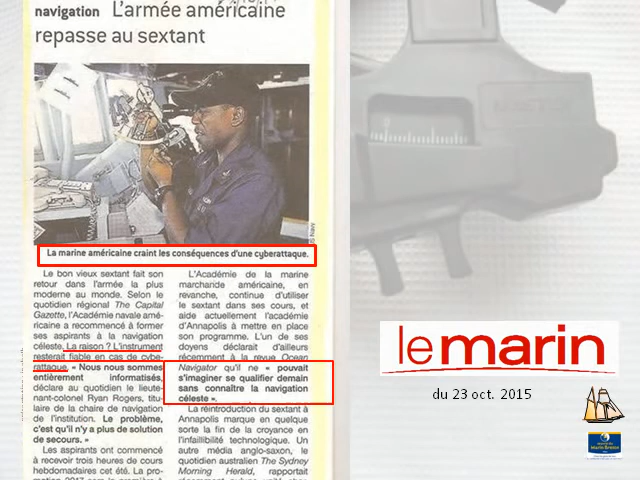 navigation L'armée américaine
repasse au sextant
La marine américaine craint les conséquences d'une cyberattaque.
Le bon vieux sextant fait son
retour dans l'armée la plus
moderne au monde. Selon le
quotidien régional The Capital
Gazette, l'Académie navale amé-
ricaine a recommencé à former
ses aspirants à la navigation
céleste. La raison ? L'instrument
resterait fiable en cas de cybe-
rattaque. « Nous nous sommes
entièrement informatisés,
déclare au quotidien le lieute-
nant-colonel Ryan Rogers, titu-
laire de la chaire de navigation
de l'institution. Le problème,
c'est qu'il n'y a plus de solution
de secours. »
Les aspirants ont commencé
à recevoir trois heures de cours
hebdomadaires cet été. La pro-
L'Académie de la marine
marchande américaine, en
revanche, continue d'utiliser
le sextant dans ses cours, et
aide actuellement l'académie
d'Annapolis à mettre en place
son programme. L'un de ses
doyens déclarait d'ailleurs
récemment à la revue Ocean
Navigator qu'il ne « pouvait
s'imaginer se qualifier demain
sans connaître la navigation
céleste ».
La réintroduction du sextant à
Annapolis marque en quelque
sorte la fin de la croyance en
l'infaillibilité technologique. Un
autre média anglo-saxon, le
quotidien australien The Sydney
Morning Herald, rapportait
le marin
du 23 oct. 2015